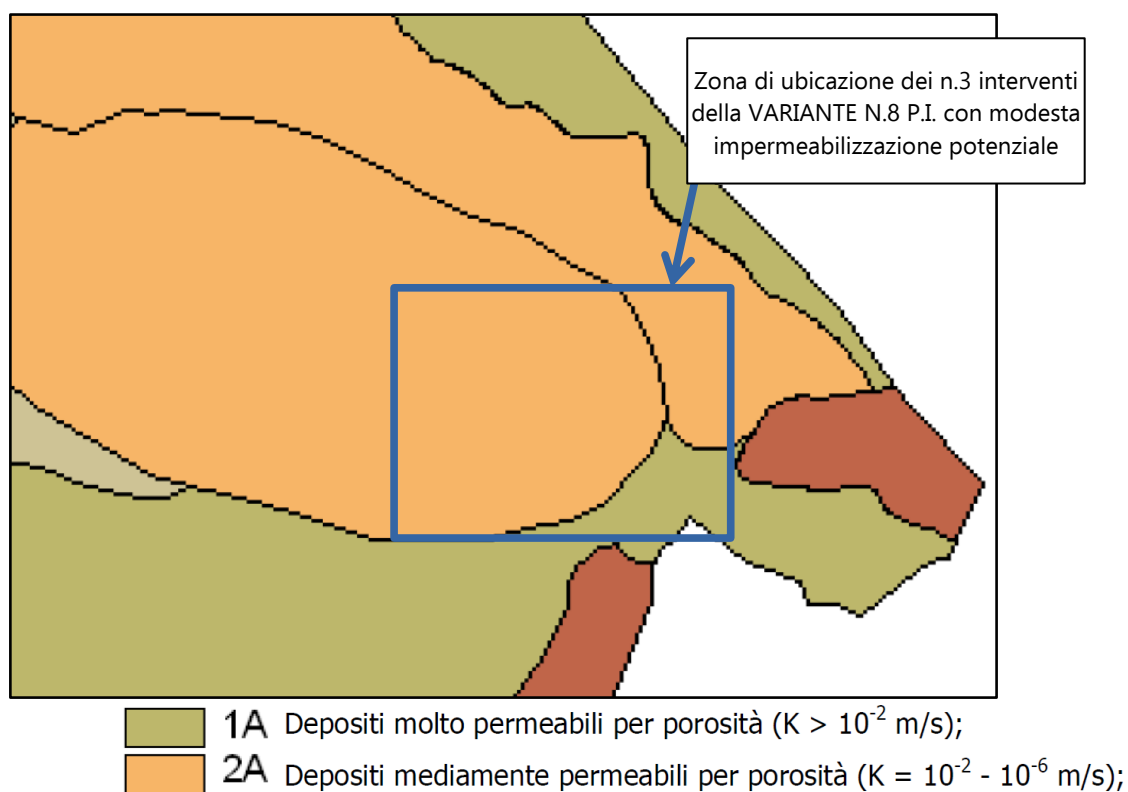 Zona di ubicazione dei n.3 interventi
della VARIANTE N.8 P.I. con modesta
impermeabilizzazione potenziale
1A Depositi molto permeabili per porosità (K > 10⁻² m/s);
2A Depositi mediamente permeabili per porosità (K = 10⁻² - 10⁻⁶ m/s);